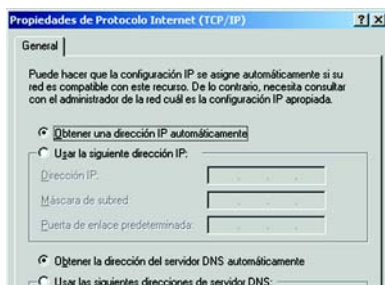 Propiedades de Protocolo Internet (TCP/IP)
General
Puede hacer que la configuración IP se asigne automáticamente si su
red es compatible con este recurso. De lo contrario, necesita consultar
con el administrador de la red cuál es la configuración IP apropiada.
Obtener una dirección IP automáticamente
Usar la siguiente dirección IP:
Dirección IP:
Máscara de subred:
Puerta de enlace predeterminada:
Obtener la dirección del servidor DNS automáticamente
Usar las siguientes direcciones de servidor DNS: